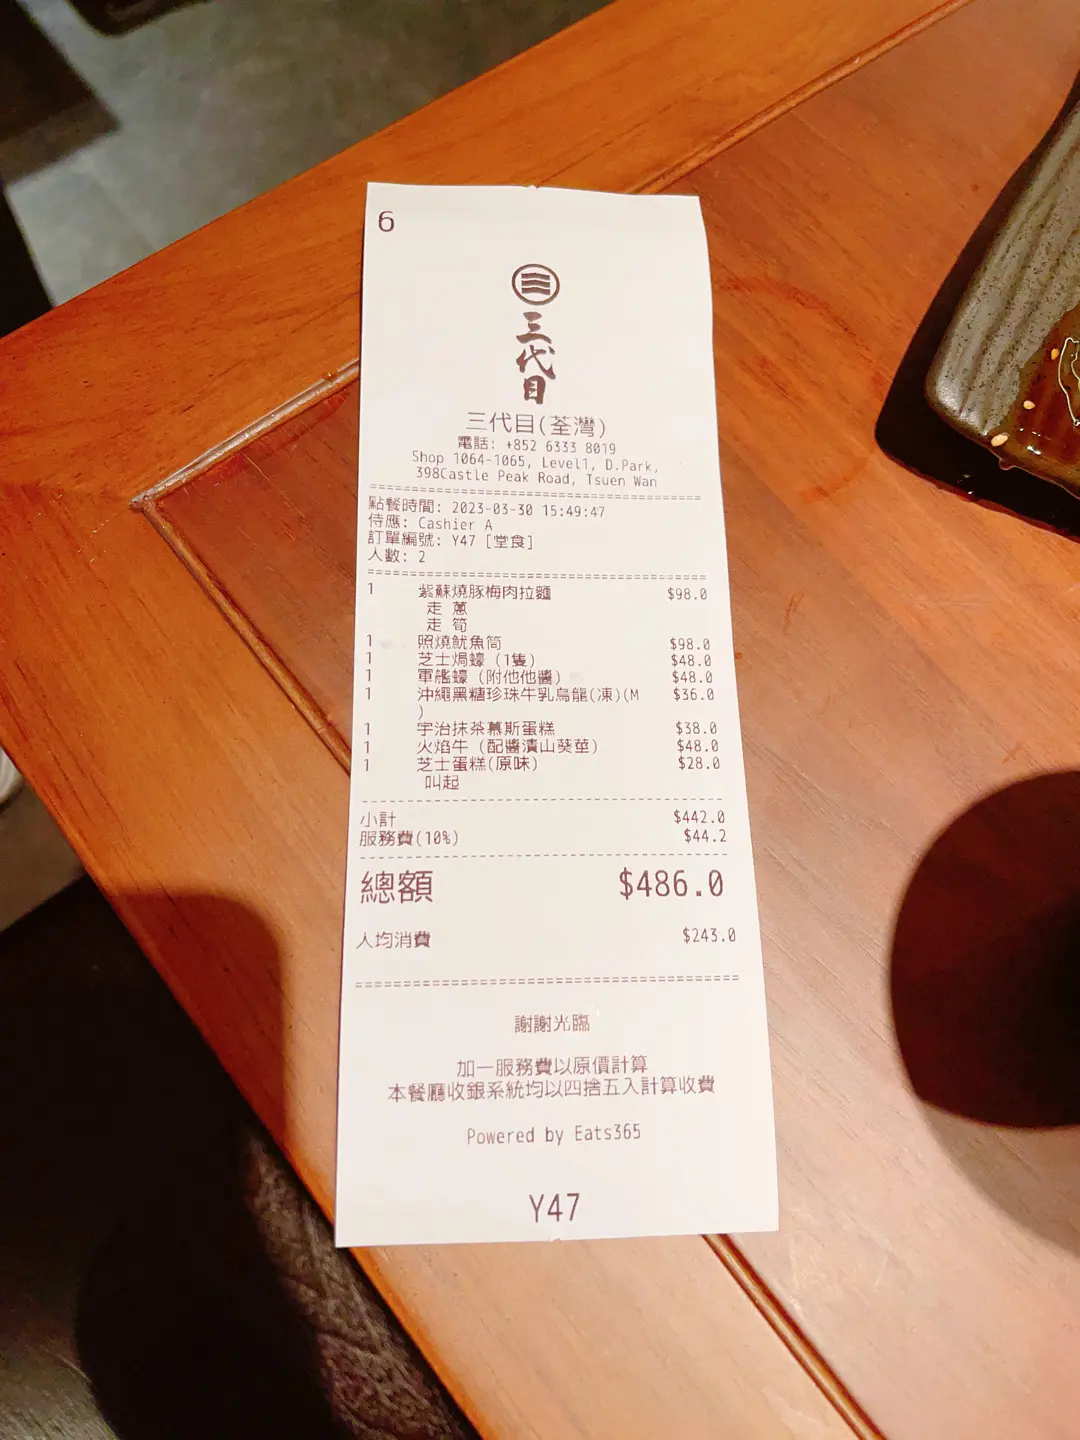 6
三代目
三代目(荃灣)
電話: +852 6333 8019
Shop 1064-1065, Level1, D.Park,
398Castle Peak Road, Tsuen Wan
點餐時間: 2023-03-30 15:49:47
侍應: Cashier A
訂單編號: Y47 [堂食]
人數: 2
1 紫蘇燒豚梅肉拉麵 $98.0
走 蔥
走 筍
1 照燒魷魚筒 $98.0
1 芝士焗蠔 (1隻) $48.0
1 軍艦蠔 (附他他醬) $48.0
1 沖繩黑糖珍珠牛乳烏龍(凍)(M $36.0
)
1 宇治抹茶慕斯蛋糕 $38.0
1 火焰牛 (配醬漬山葵莖) $48.0
1 芝士蛋糕(原味) $28.0
叫起
小計 $442.0
服務費(10%) $44.2
總額 $486.0
人均消費 $243.0
謝謝光臨
加一服務費以原價計算
本餐廳收銀系統均以四捨五入計算收費
Powered by Eats365
Y47